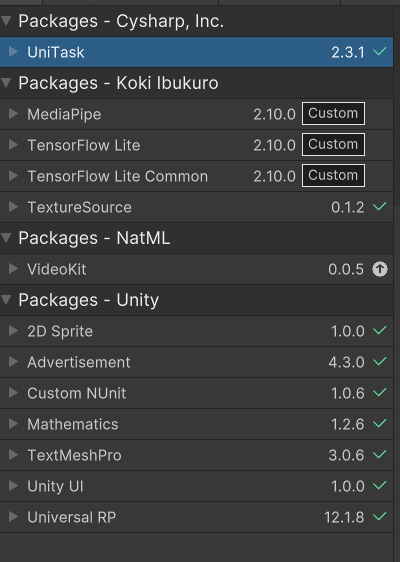 Packages - Cysharp, Inc.
UniTask 2.3.1
Packages - Koki Ibukuro
MediaPipe 2.10.0 Custom
TensorFlow Lite 2.10.0 Custom
TensorFlow Lite Common 2.10.0 Custom
TextureSource 0.1.2
Packages - NatML
VideoKit 0.0.5
Packages - Unity
2D Sprite 1.0.0
Advertisement 4.3.0
Custom NUnit 1.0.6
Mathematics 1.2.6
TextMeshPro 3.0.6
Unity UI 1.0.0
Universal RP 12.1.8